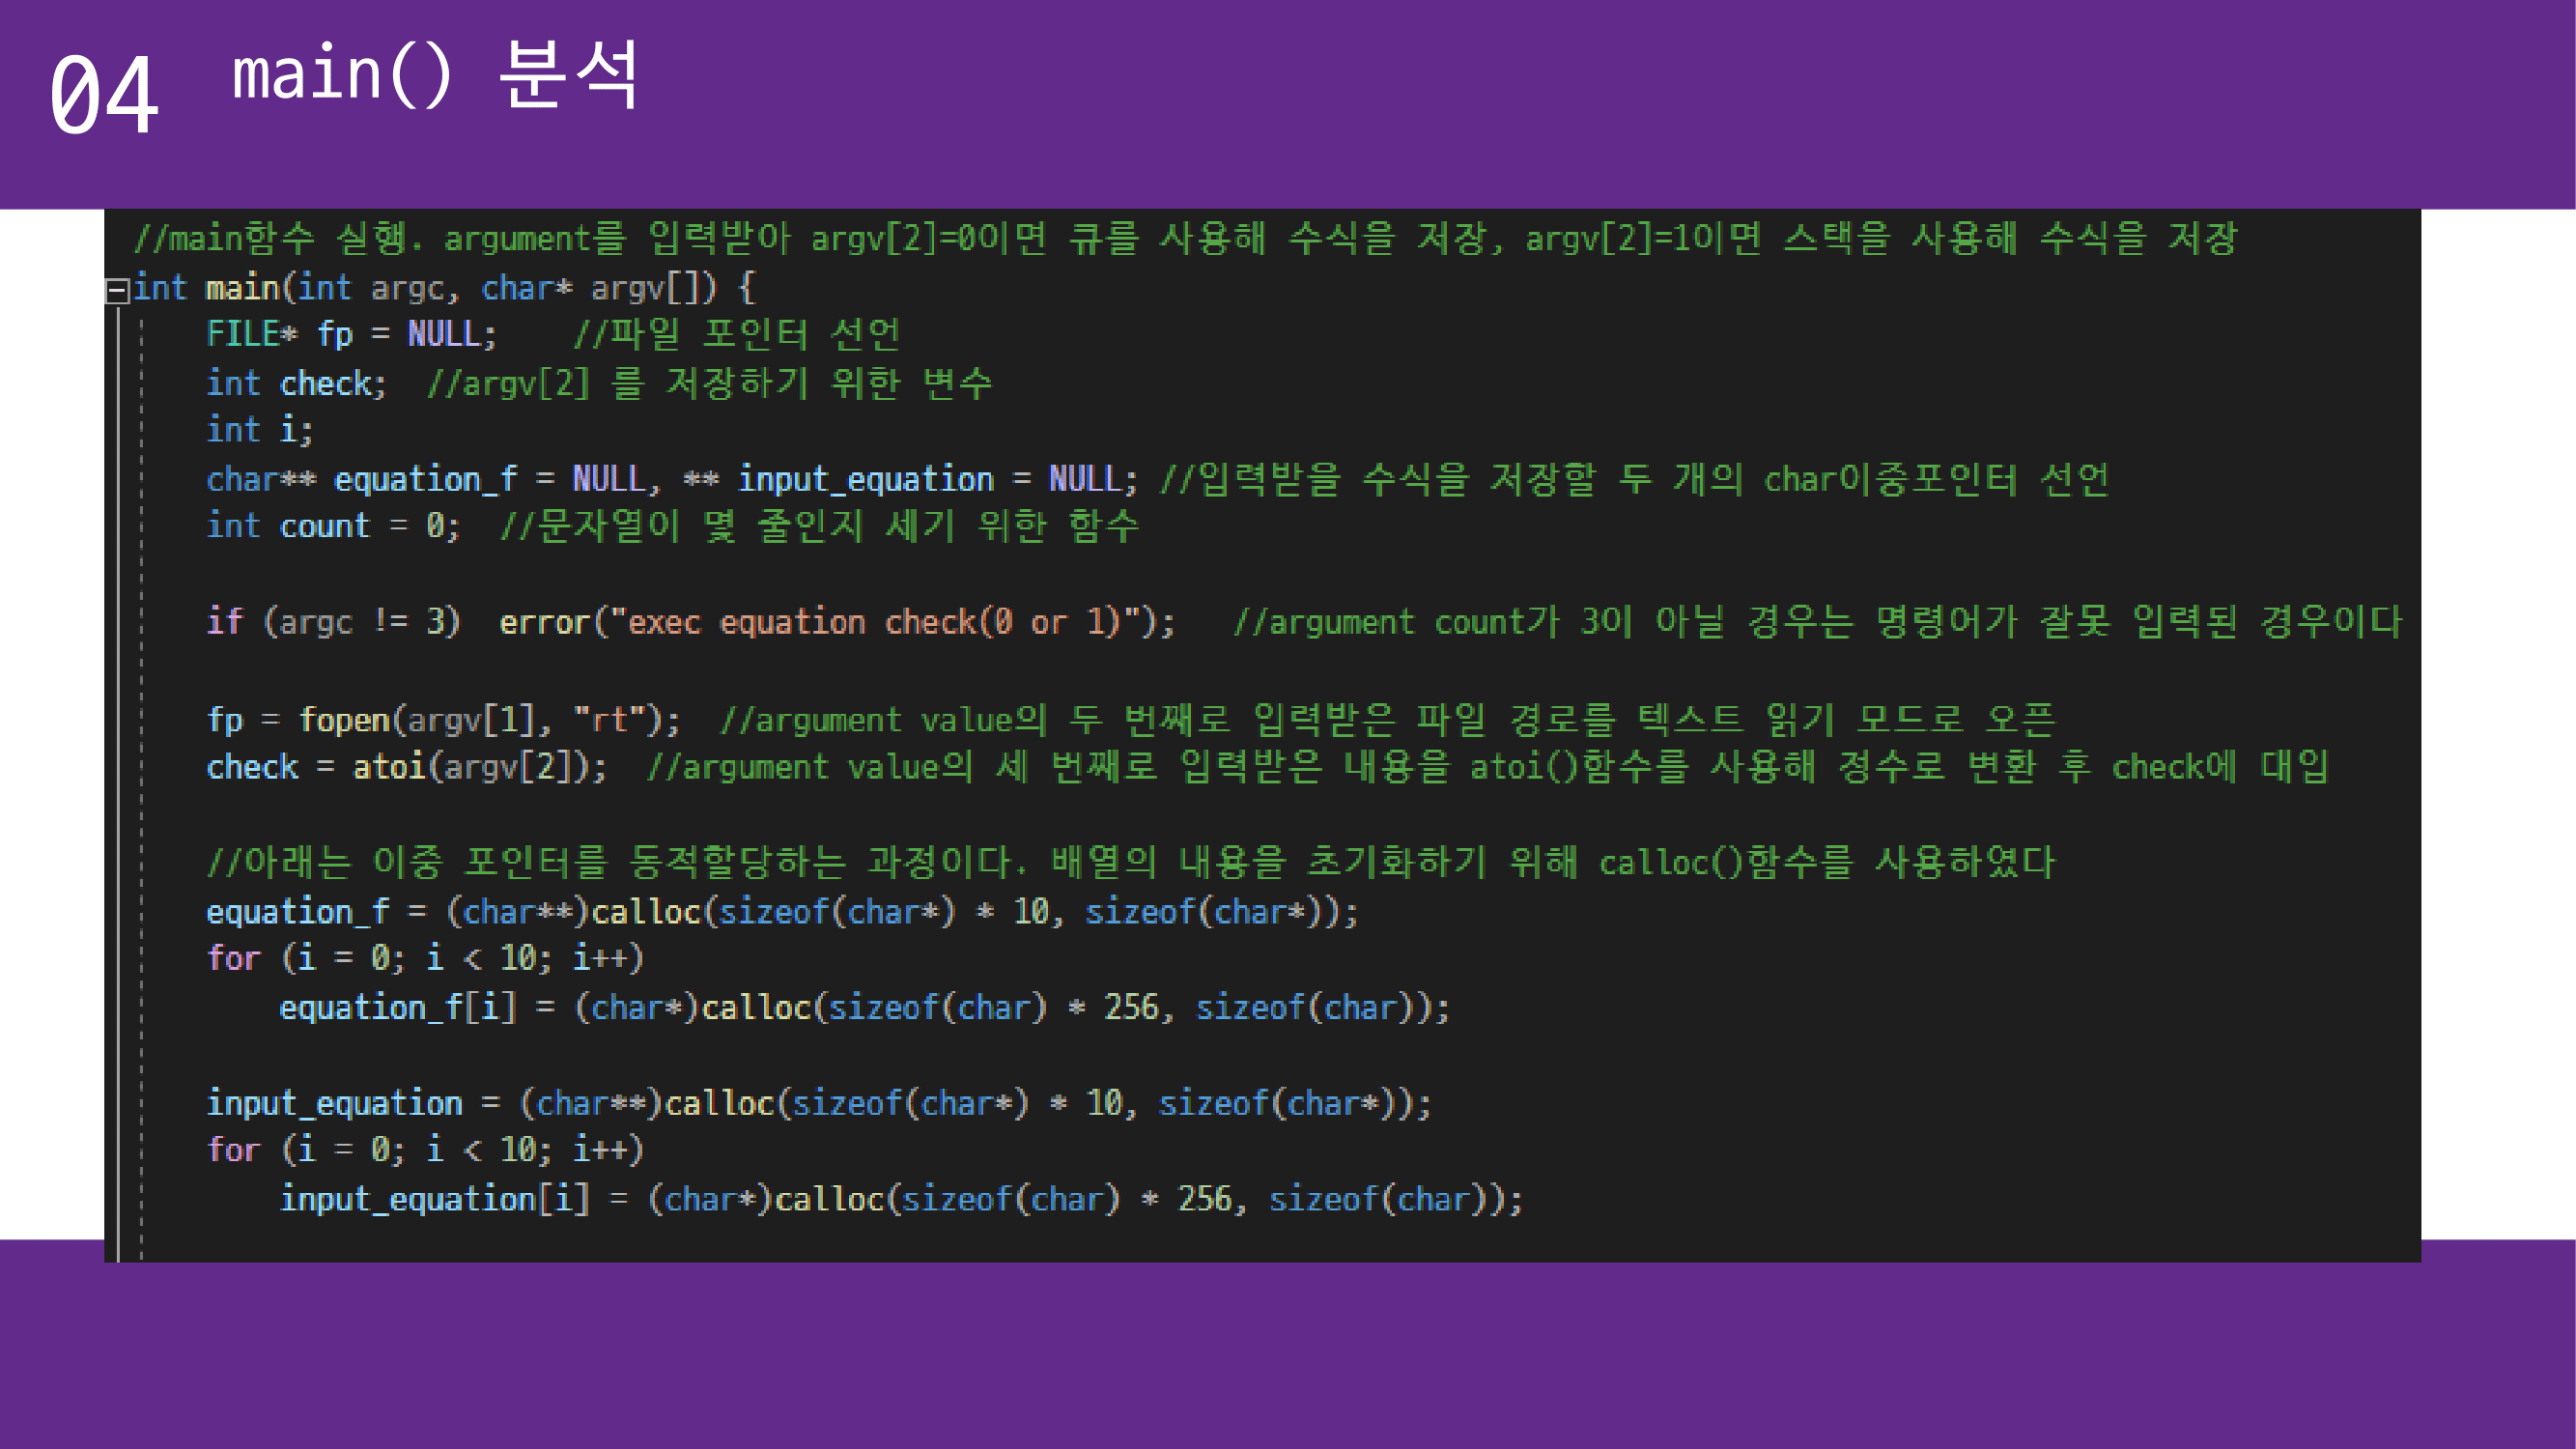 04
main() 분석
//main함수 실행. argument를 입력받아 argv[2]=0이면 큐를 사용해 수식을 저장, argv[2]=1이면 스택을 사용해 수식을 저장
int main(int argc, char* argv[]) {
FILE* fp = NULL; //파일 포인터 선언
int check; //argv[2] 를 저장하기 위한 변수
int i;
char** equation_f = NULL, ** input_equation = NULL; //입력받을 수식을 저장할 두 개의 char이중포인터 선언
int count = 0; //문자열이 몇 줄인지 세기 위한 함수
if (argc != 3) error("exec equation check(0 or 1)"); //argument count가 3이 아닐 경우는 명령어가 잘못 입력된 경우이다
fp = fopen(argv[1], "rt"); //argument value의 두 번째로 입력받은 파일 경로를 텍스트 읽기 모드로 오픈
check = atoi(argv[2]); //argument value의 세 번째로 입력받은 내용을 atoi()함수를 사용해 정수로 변환 후 check에 대입
//아래는 이중 포인터를 동적할당하는 과정이다. 배열의 내용을 초기화하기 위해 calloc()함수를 사용하였다
equation_f = (char**)calloc(sizeof(char*) * 10, sizeof(char*));
for (i = 0; i < 10; i++)
equation_f[i] = (char*)calloc(sizeof(char) * 256, sizeof(char));
input_equation = (char**)calloc(sizeof(char*) * 10, sizeof(char*));
for (i = 0; i < 10; i++)
input_equation[i] = (char*)calloc(sizeof(char) * 256, sizeof(char));